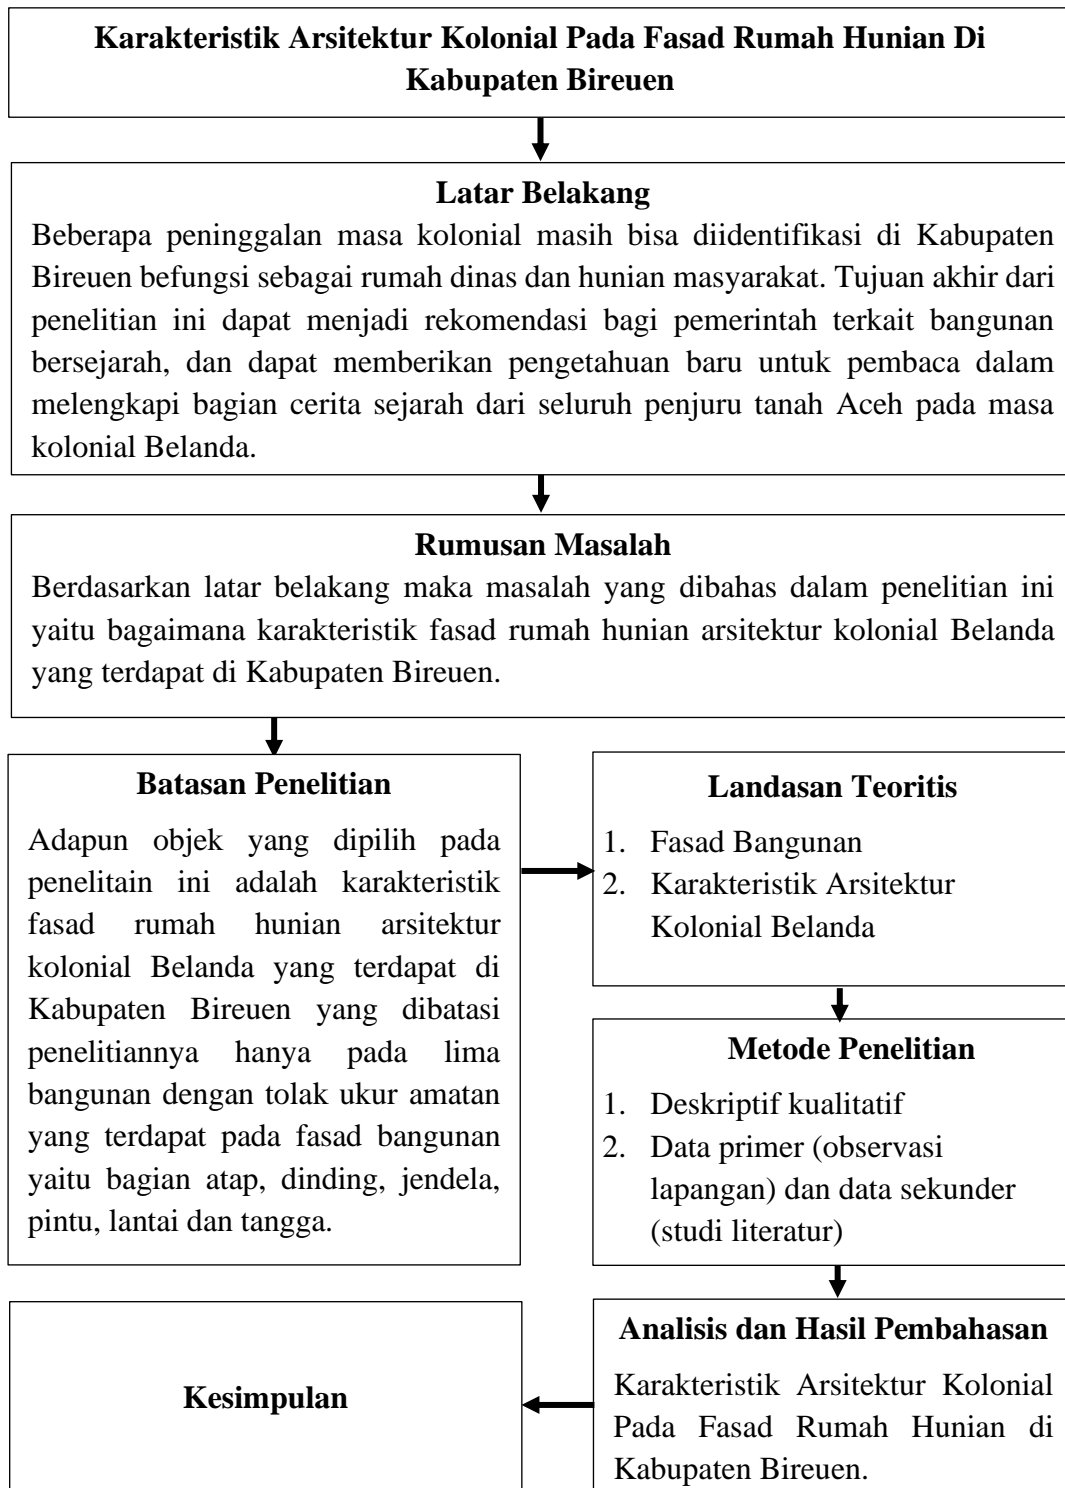 Karakteristik Arsitektur Kolonial Pada Fasad Rumah Hunian Di
Kabupaten Bireuen
Latar Belakang
Beberapa peninggalan masa kolonial masih bisa diidentifikasi di Kabupaten
Bireuen befungsi sebagai rumah dinas dan hunian masyarakat. Tujuan akhir dari
penelitian ini dapat menjadi rekomendasi bagi pemerintah terkait bangunan
bersejarah, dan dapat memberikan pengetahuan baru untuk pembaca dalam
melengkapi bagian cerita sejarah dari seluruh penjuru tanah Aceh pada masa
kolonial Belanda.
Rumusan Masalah
Berdasarkan latar belakang maka masalah yang dibahas dalam penelitian ini
yaitu bagaimana karakteristik fasad rumah hunian arsitektur kolonial Belanda
yang terdapat di Kabupaten Bireuen.
Batasan Penelitian
Adapun objek yang dipilih pada
penelitain ini adalah karakteristik
fasad rumah hunian arsitektur
kolonial Belanda yang terdapat di
Kabupaten Bireuen yang dibatasi
penelitiannya hanya pada lima
bangunan dengan tolak ukur amatan
yang terdapat pada fasad bangunan
yaitu bagian atap, dinding, jendela,
pintu, lantai dan tangga.
Landasan Teoritis
1. Fasad Bangunan
2. Karakteristik Arsitektur
Kolonial Belanda
Metode Penelitian
1. Deskriptif kualitatif
2. Data primer (observasi
lapangan) dan data sekunder
(studi literatur)
Analisis dan Hasil Pembahasan
Karakteristik Arsitektur Kolonial
Pada Fasad Rumah Hunian di
Kabupaten Bireuen.
Kesimpulan